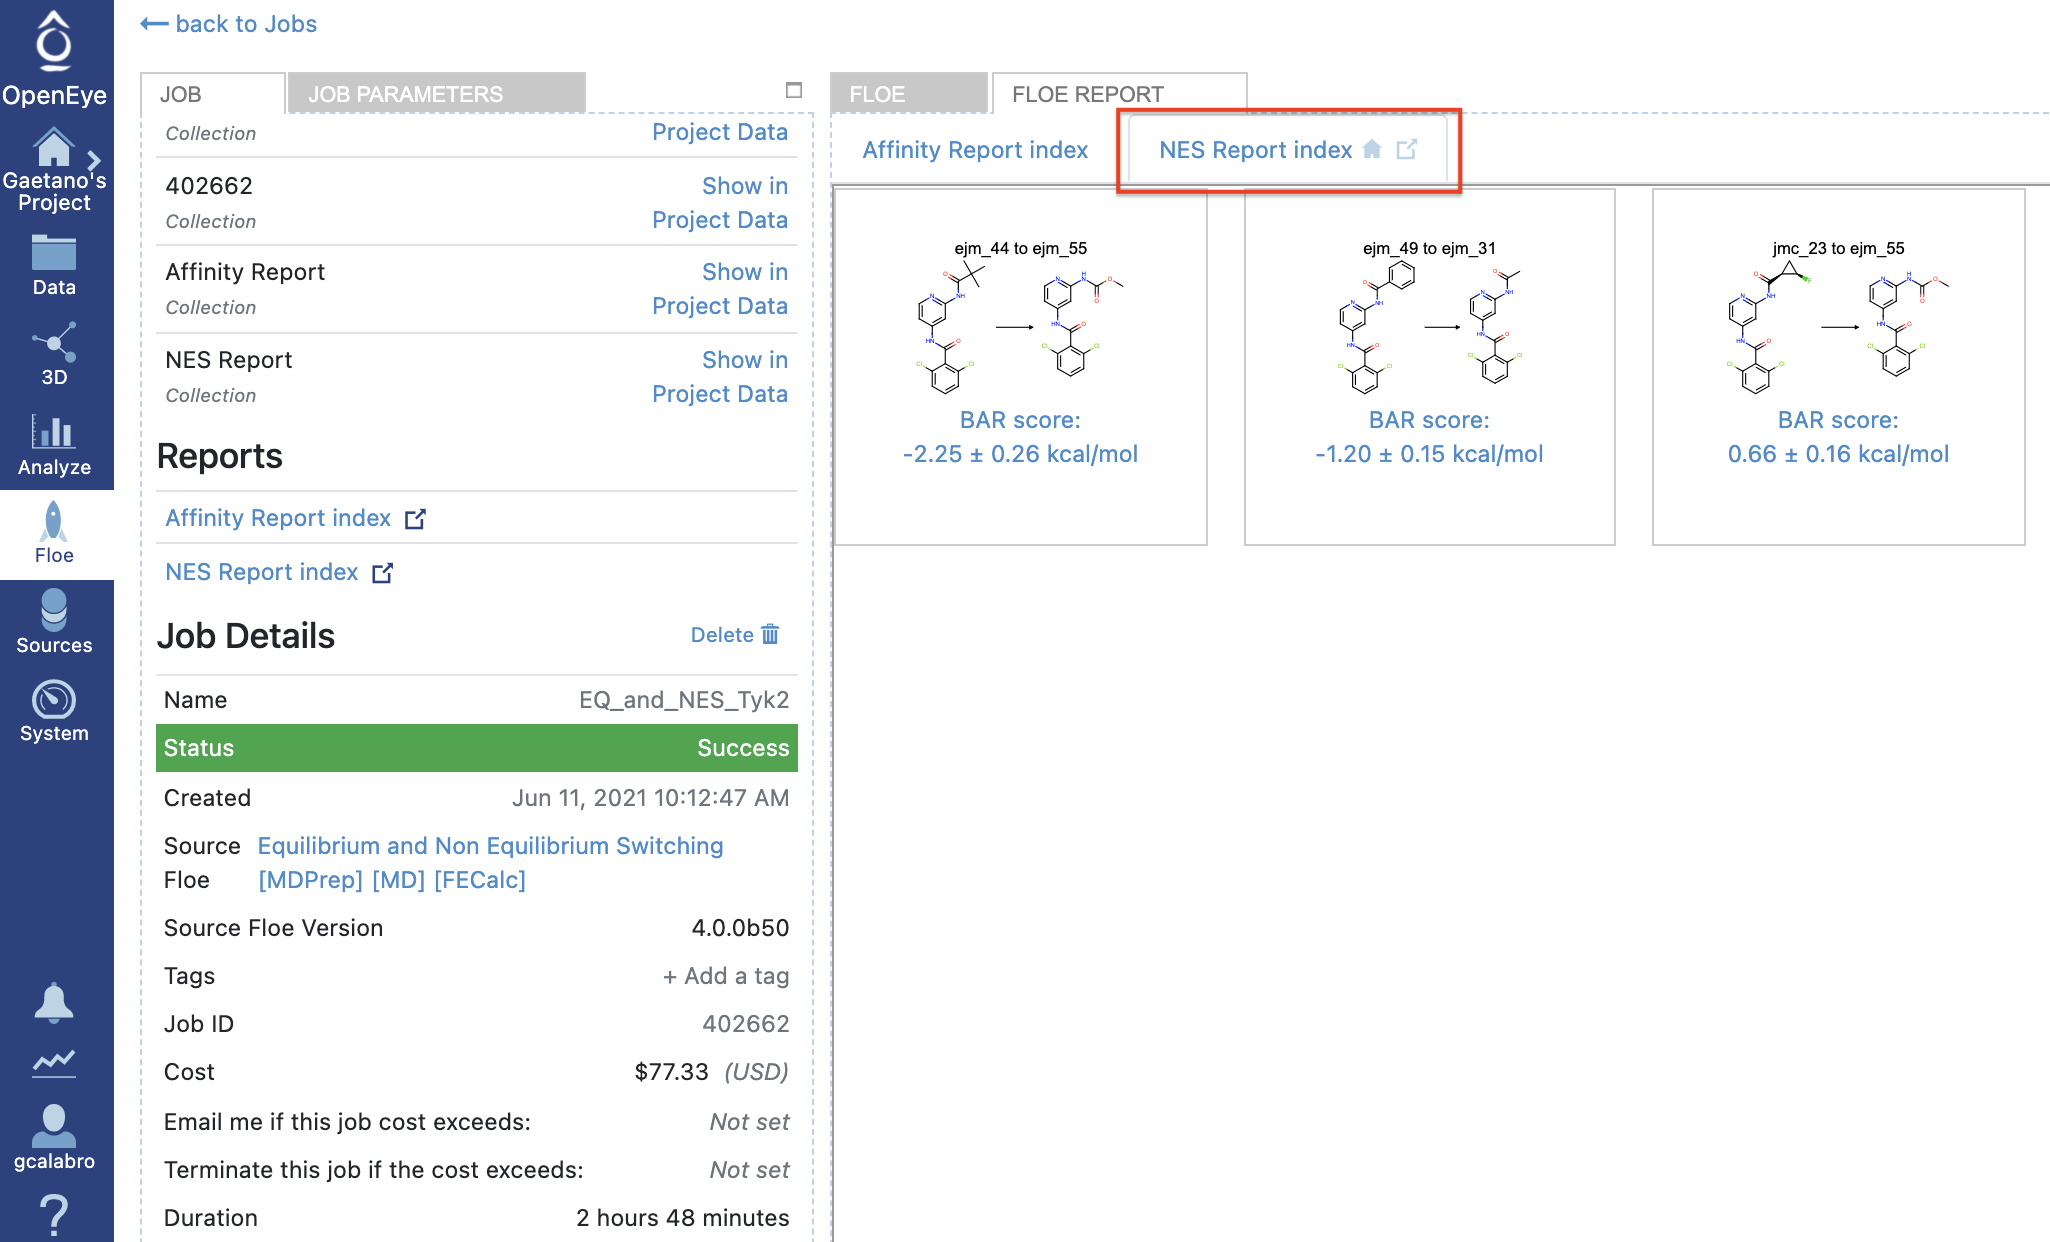 OpenEye
Gaetano's
Project
Data
3D
Analyze
Floe
Sources
System
gcalabro
← back to Jobs
JOB
JOB PARAMETERS
Collection
Project Data
402662
Show in
Collection
Project Data
Affinity Report
Show in
Collection
Project Data
NES Report
Show in
Collection
Project Data
Reports
Affinity Report index
NES Report index
Job Details
Delete
Name EQ_and_NES_Tyk2
Status Success
Created Jun 11, 2021 10:12:47 AM
Source Equilibrium and Non Equilibrium Switching
Floe [MDPrep] [MD] [FECalc]
Source Floe Version 4.0.0b50
Tags + Add a tag
Job ID 402662
Cost $77.33 (USD)
Email me if this job cost exceeds: Not set
Terminate this job if the cost exceeds: Not set
Duration 2 hours 48 minutes
FLOE
FLOE REPORT
Affinity Report index
NES Report index
ejm_44 to ejm_55
BAR score:
-2.25 ± 0.26 kcal/mol
ejm_49 to ejm_31
BAR score:
-1.20 ± 0.15 kcal/mol
jmc_23 to ejm_55
BAR score:
0.66 ± 0.16 kcal/mol